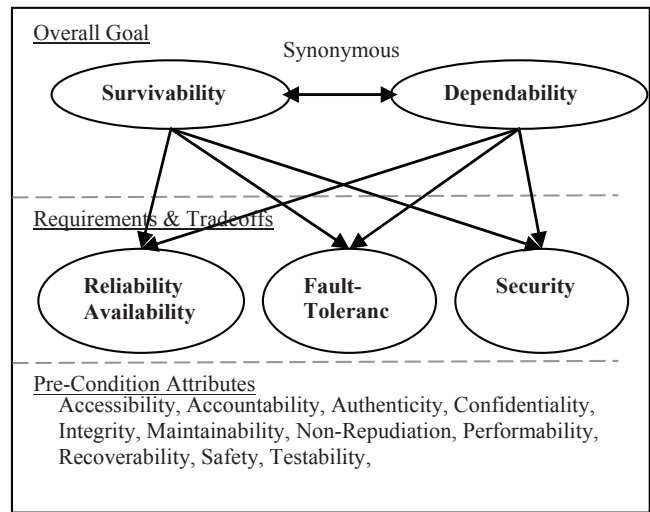 Overall Goal
Synonymous
Survivability
Dependability
Requirements & Tradeoffs
Reliability
Availability
Fault-
Toleranc
Security
Pre-Condition Attributes
Accessibility, Accountability, Authenticity, Confidentiality,
Integrity, Maintainability, Non-Repudiation, Performability,
Recoverability, Safety, Testability,